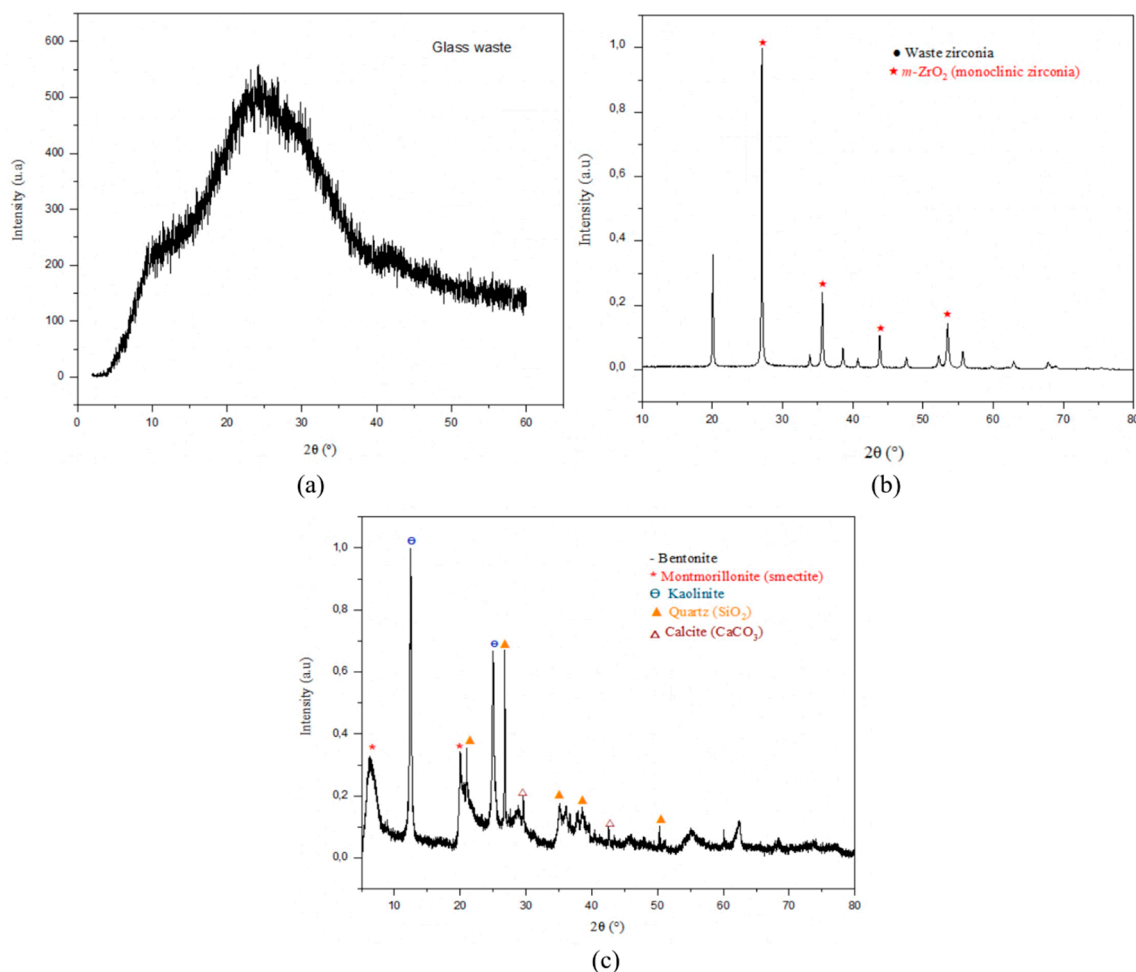 Glass waste
Intensity (u.a)
600
500
400
300
200
100
0
0 10 20 30 40 50 60
2θ (°)
(a)
● Waste zirconia
★ m-ZrO₂ (monoclinic zirconia)
Intensity (a.u)
1,0
0,8
0,6
0,4
0,2
0,0
10 20 30 40 50 60 70 80
2θ (°)
(b)
- Bentonite
* Montmorillonite (smectite)
Kaolinite
▲ Quartz (SiO₂)
△ Calcite (CaCO₃)
Intensity (a.u)
1,0
0,8
0,6
0,4
0,2
0,0
10 20 30 40 50 60 70 80
2θ (°)
(c)